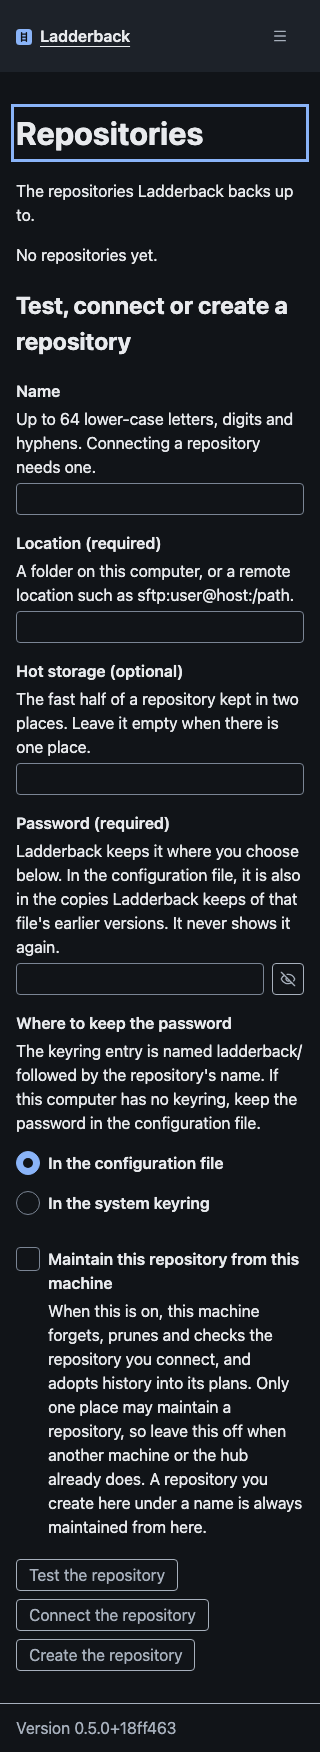 Ladderback
Repositories
The repositories Ladderback backs up
to.
No repositories yet.
Test, connect or create a
repository
Name
Up to 64 lower-case letters, digits and
hyphens. Connecting a repository
needs one.
Location (required)
A folder on this computer, or a remote
location such as sftp:user@host:/path.
Hot storage (optional)
The fast half of a repository kept in two
places. Leave it empty when there is
one place.
Password (required)
Ladderback keeps it where you choose
below. In the configuration file, it is also
in the copies Ladderback keeps of that
file's earlier versions. It never shows it
again.
Where to keep the password
The keyring entry is named ladderback/
followed by the repository's name. If
this computer has no keyring, keep the
password in the configuration file.
In the configuration file
In the system keyring
Maintain this repository from this
machine
When this is on, this machine
forgets, prunes and checks the
repository you connect, and
adopts history into its plans. Only
one place may maintain a
repository, so leave this off when
another machine or the hub
already does. A repository you
create here under a name is always
maintained from here.
Test the repository
Connect the repository
Create the repository
Version 0.5.0+18ff463